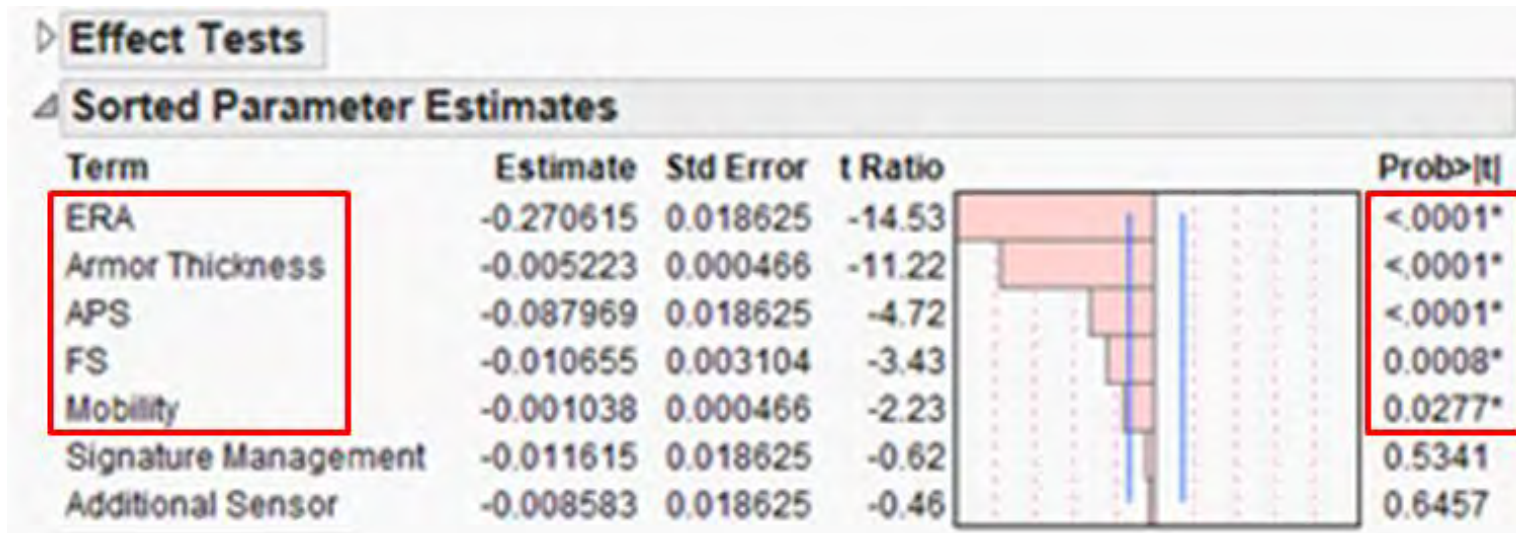 Effect Tests
Sorted Parameter Estimates
Term Estimate Std Error t Ratio Prob>|t|
ERA -0.270615 0.018625 -14.53 <.0001*
Armor Thickness -0.005223 0.000466 -11.22 <.0001*
APS -0.087969 0.018625 -4.72 <.0001*
FS -0.010655 0.003104 -3.43 0.0008*
Mobility -0.001038 0.000466 -2.23 0.0277*
Signature Management -0.011615 0.018625 -0.62 0.5341
Additional Sensor -0.008583 0.018625 -0.46 0.6457